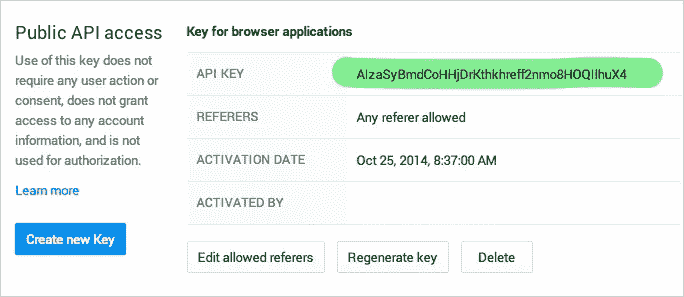 Public API access
Use of this key does not
require any user action or
consent, does not grant
access to any account
information, and is not
used for authorization.
Learn more
Create new Key
Key for browser applications
API KEY
REFERERS
Any referer allowed
ACTIVATION DATE
Oct 25, 2014, 8:37:00 AM
ACTIVATED BY
Edit allowed referers
Regenerate key
Delete